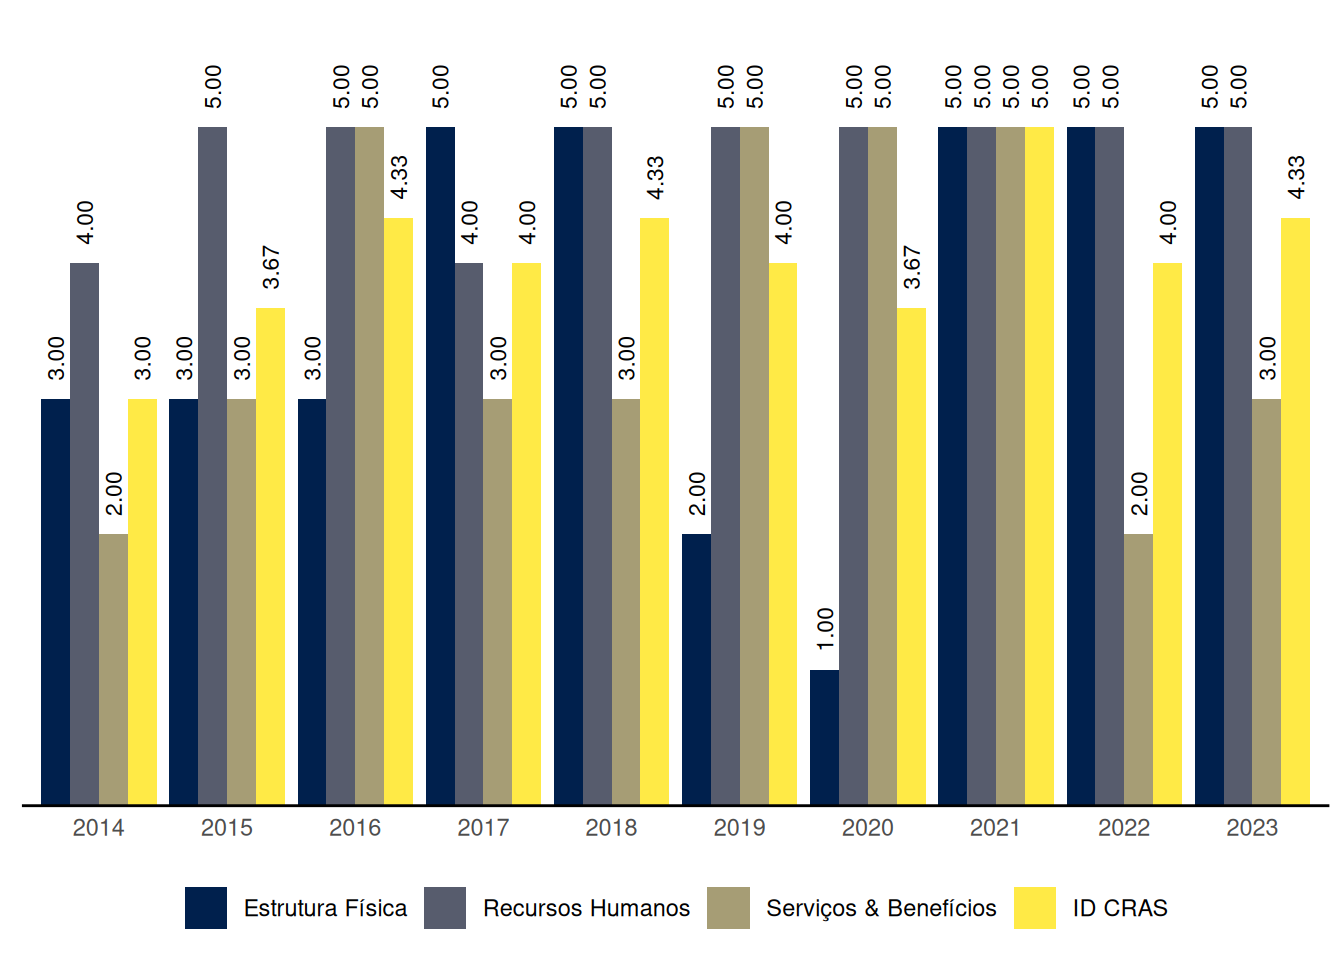 3.00 4.00 2.00 3.00
3.00 5.00 3.00 3.67
3.00 5.00 5.00 4.33
5.00 4.00 3.00 4.00
5.00 5.00 3.00 4.33
2.00 5.00 5.00 4.00
1.00 5.00 5.00 3.67
5.00 5.00 5.00 5.00
5.00 5.00 2.00 4.00
5.00 5.00 3.00 4.33
2014 2015 2016 2017 2018 2019 2020 2021 2022 2023
Estrutura Física Recursos Humanos Serviços & Benefícios ID CRAS